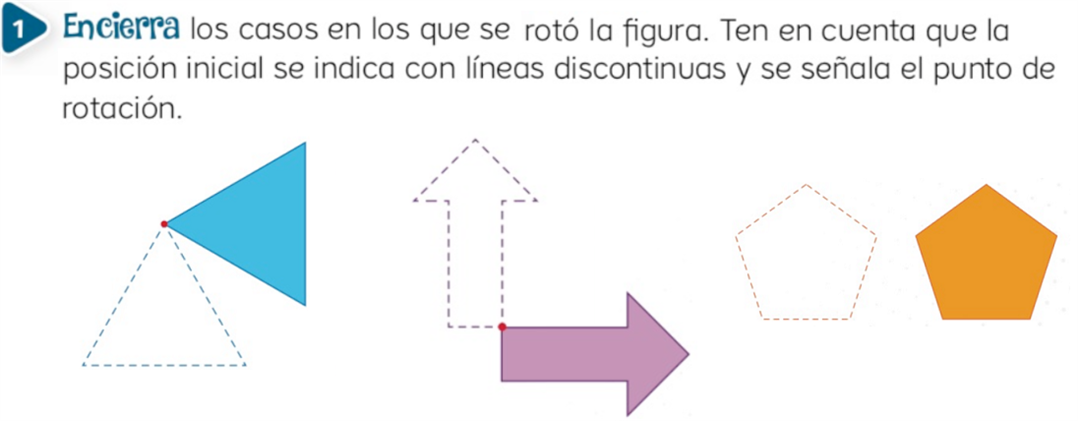 1 Encierra los casos en los que se rotó la figura. Ten en cuenta que la
posición inicial se indica con líneas discontinuas y se señala el punto de
rotación.